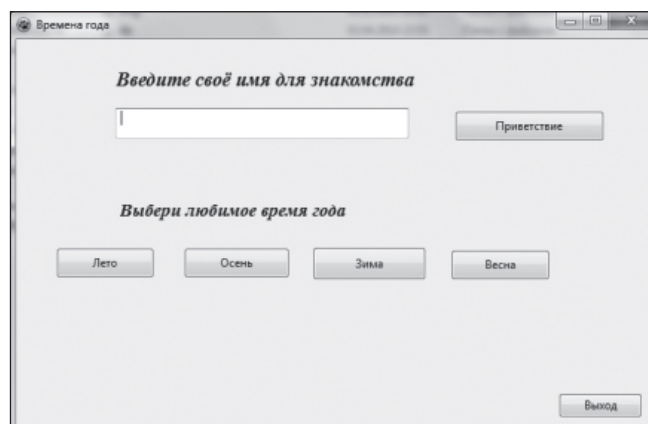 Времена года
Введите своё имя для знакомства
Приветствие
Выбери любимое время года
Лето Осень Зима Весна
Выход